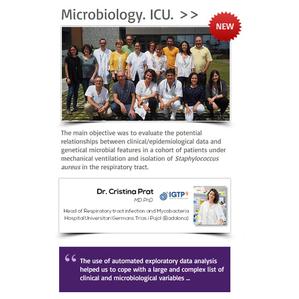 Microbiology. ICU. >>
NEW
The main objective was to evaluate the potential
relationships between clinical/epidemiological data and
genetical microbial features in a cohort of patients under
mechanical ventilation and isolation of Staphylococcus
aureus in the respiratory tract.
Dr. Cristina Prat
MD PhD
IGTP
Head of Respiratory tract infection and Mycobacteria
Hospital Universitari Germans Trias i Pujol (Badalona)
“ The use of automated exploratory data analysis
helped us to cope with a large and complex list of
clinical and microbiological variables ...